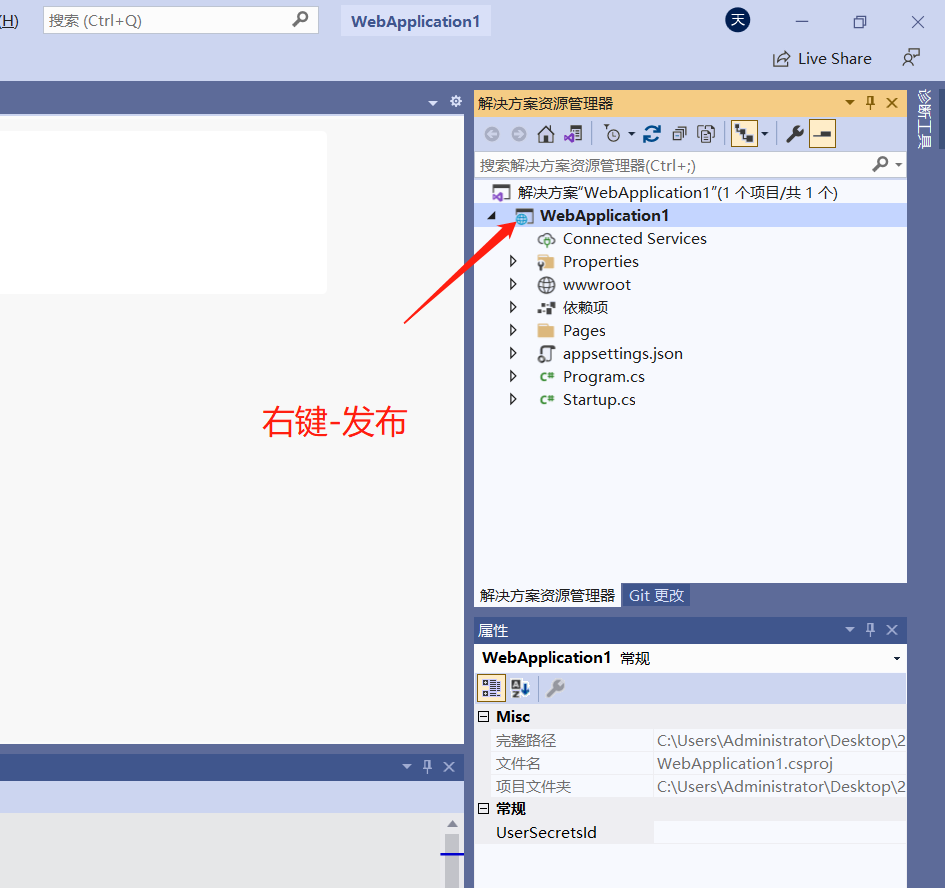 (H)
搜索 (Ctrl+Q)
WebApplication1
天
Live Share
诊断工具
解决方案资源管理器
搜索解决方案资源管理器(Ctrl+;)
解决方案“WebApplication1”(1 个项目/共 1 个)
WebApplication1
Connected Services
Properties
wwwroot
依赖项
Pages
appsettings.json
C# Program.cs
C# Startup.cs
右键-发布
解决方案资源管理器 Git 更改
属性
WebApplication1 常规
Misc
完整路径 C:\Users\Administrator\Desktop\2
文件名 WebApplication1.csproj
项目文件夹 C:\Users\Administrator\Desktop\2
常规
UserSecretsId